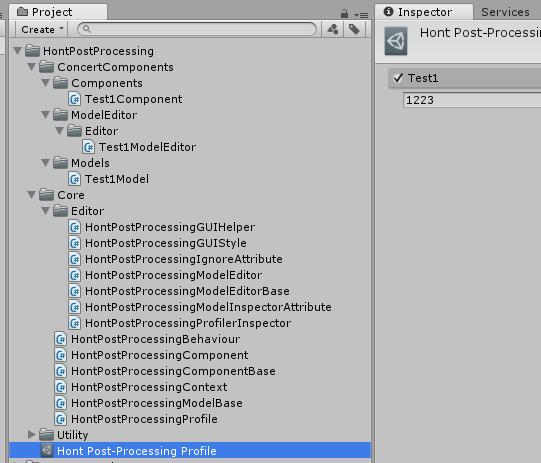 Project
Create
HontPostProcessing
ConcertComponents
Components
Test1Component
ModelEditor
Editor
Test1ModelEditor
Models
Test1Model
Core
Editor
HontPostProcessingGUIHelper
HontPostProcessingGUIStyle
HontPostProcessingIgnoreAttribute
HontPostProcessingModelEditor
HontPostProcessingModelEditorBase
HontPostProcessingModelInspectorAttribute
HontPostProcessingProfilerInspector
HontPostProcessingBehaviour
HontPostProcessingComponent
HontPostProcessingComponentBase
HontPostProcessingContext
HontPostProcessingModelBase
HontPostProcessingProfile
Utility
Hont Post-Processing Profile
Inspector Services
Hont Post-Processin
Test1
1223